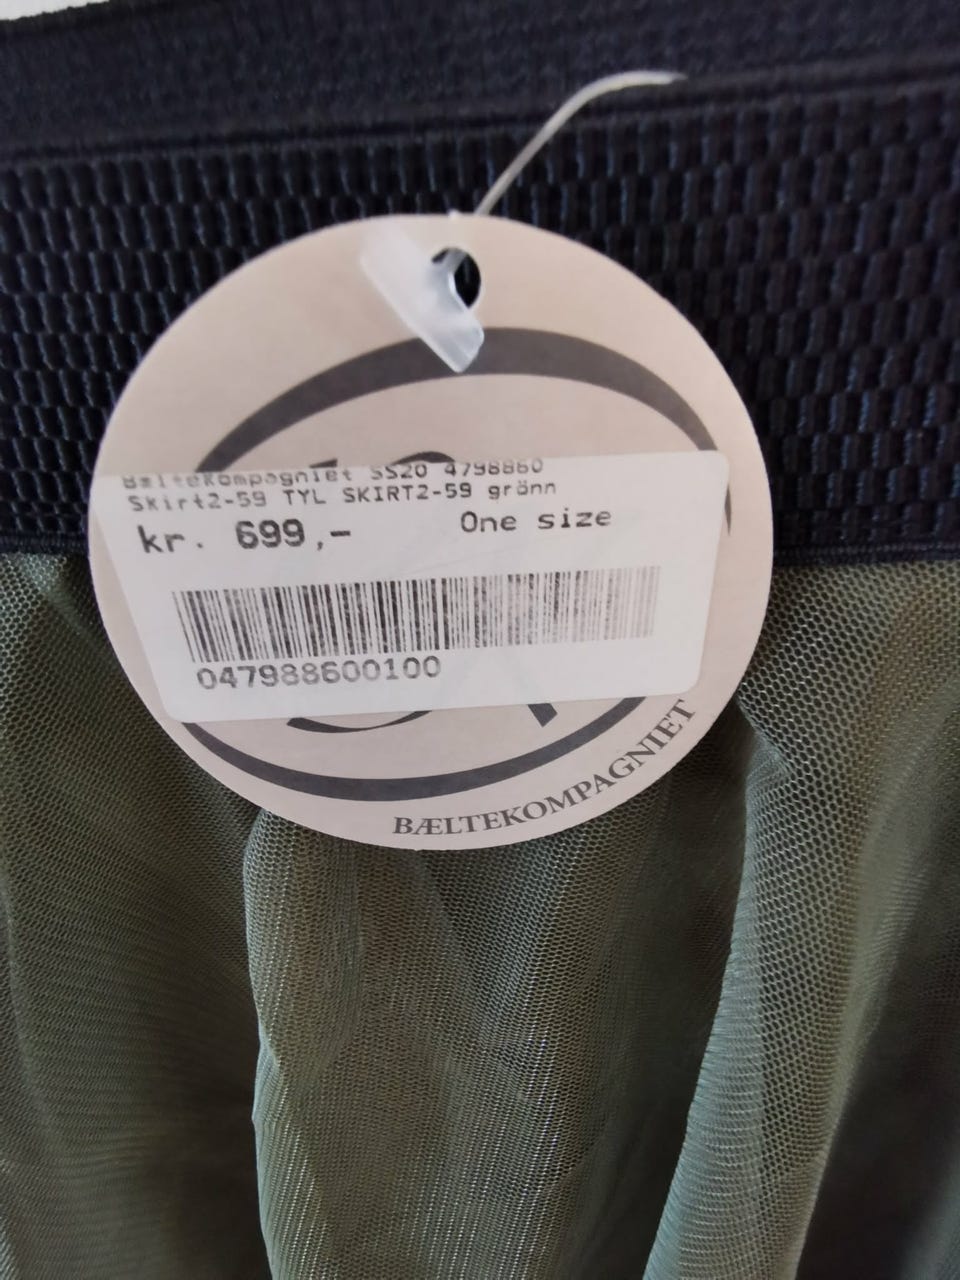 Bæltekompagniet SS20 4798860
Skirt2-59 TYL SKIRT2-59 grönn
kr. 699,- One size
047988600100
BÆLTEKOMPAGNIET